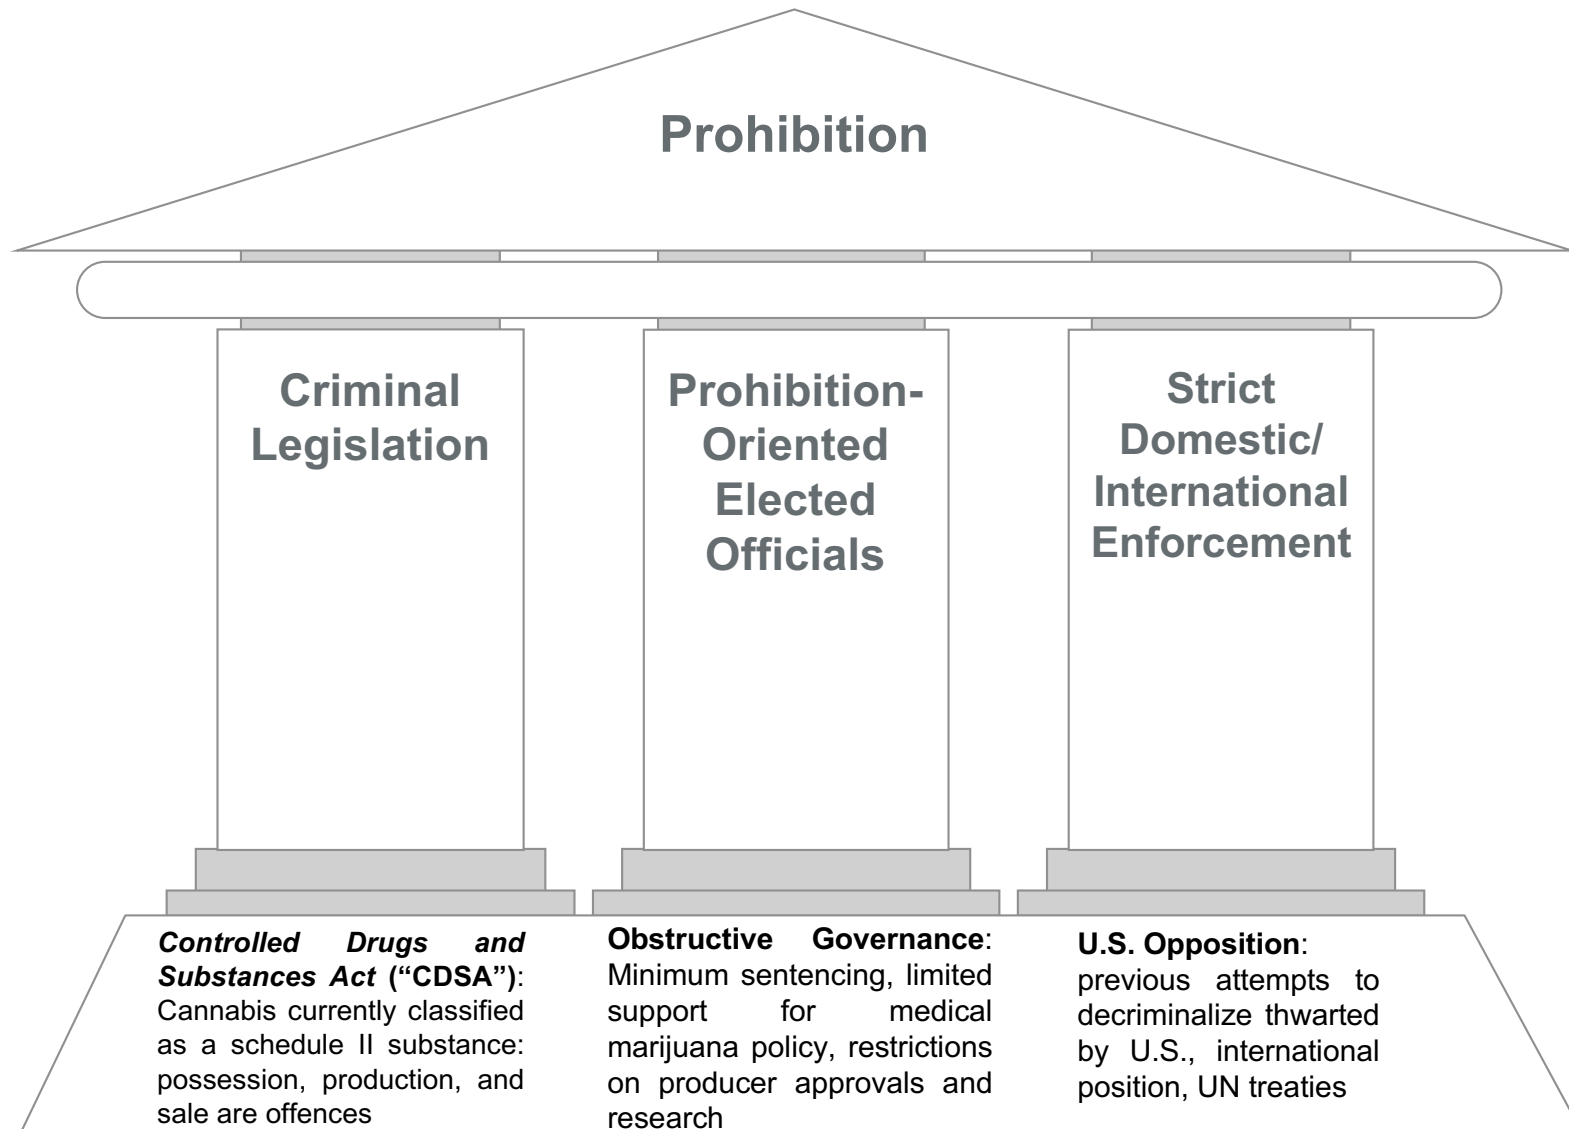 Prohibition
Criminal
Legislation
Prohibition-
Oriented
Elected
Officials
Strict
Domestic/
International
Enforcement
Controlled Drugs and
Substances Act (“CDSA”):
Cannabis currently classified
as a schedule II substance:
possession, production, and
sale are offences
Obstructive Governance:
Minimum sentencing, limited
support for medical
marijuana policy, restrictions
on producer approvals and
research
U.S. Opposition:
previous attempts to
decriminalize thwarted
by U.S., international
position, UN treaties